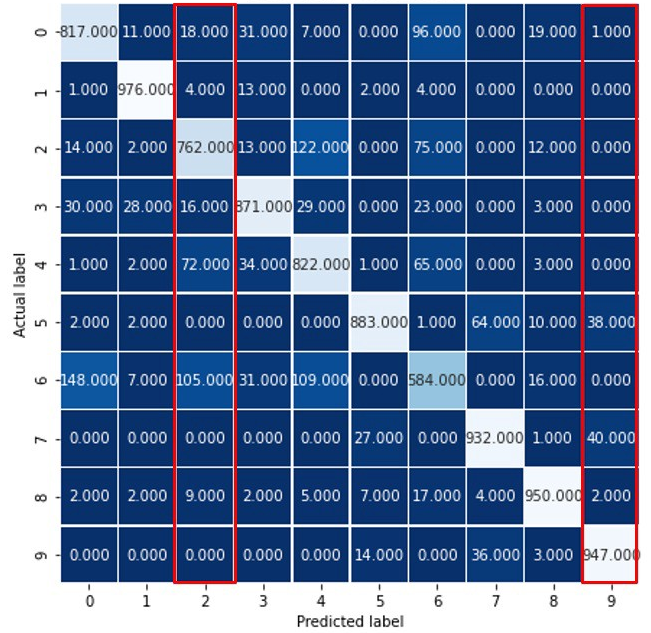 0 817.000 11.000 18.000 31.000 7.000 0.000 96.000 0.000 19.000 1.000
1 1.000 976.000 4.000 13.000 0.000 2.000 4.000 0.000 0.000 0.000
2 14.000 2.000 762.000 13.000 122.000 0.000 75.000 0.000 12.000 0.000
3 30.000 28.000 16.000 871.000 29.000 0.000 23.000 0.000 3.000 0.000
4 1.000 2.000 72.000 34.000 822.000 1.000 65.000 0.000 3.000 0.000
5 2.000 2.000 0.000 0.000 0.000 883.000 1.000 64.000 10.000 38.000
6 148.000 7.000 105.000 31.000 109.000 0.000 584.000 0.000 16.000 0.000
7 0.000 0.000 0.000 0.000 0.000 27.000 0.000 932.000 1.000 40.000
8 2.000 2.000 9.000 2.000 5.000 7.000 17.000 4.000 950.000 2.000
9 0.000 0.000 0.000 0.000 0.000 14.000 0.000 36.000 3.000 947.000
0 1 2 3 4 5 6 7 8 9
Predicted label
Actual label